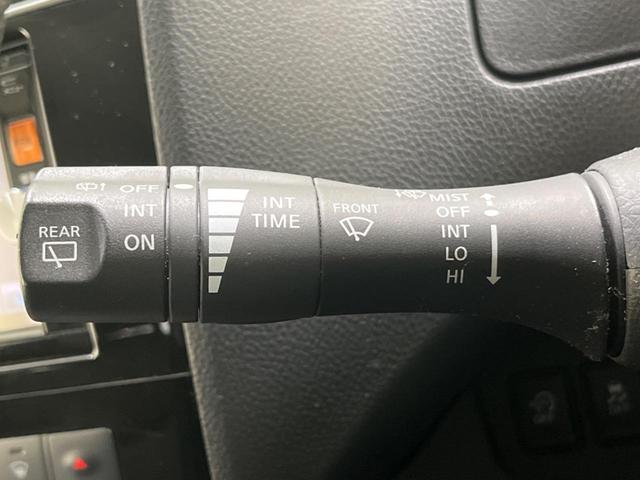 OFF
INT
ON
REAR
INT
TIME
FRONT
MIST
OFF
INT
LO
HI